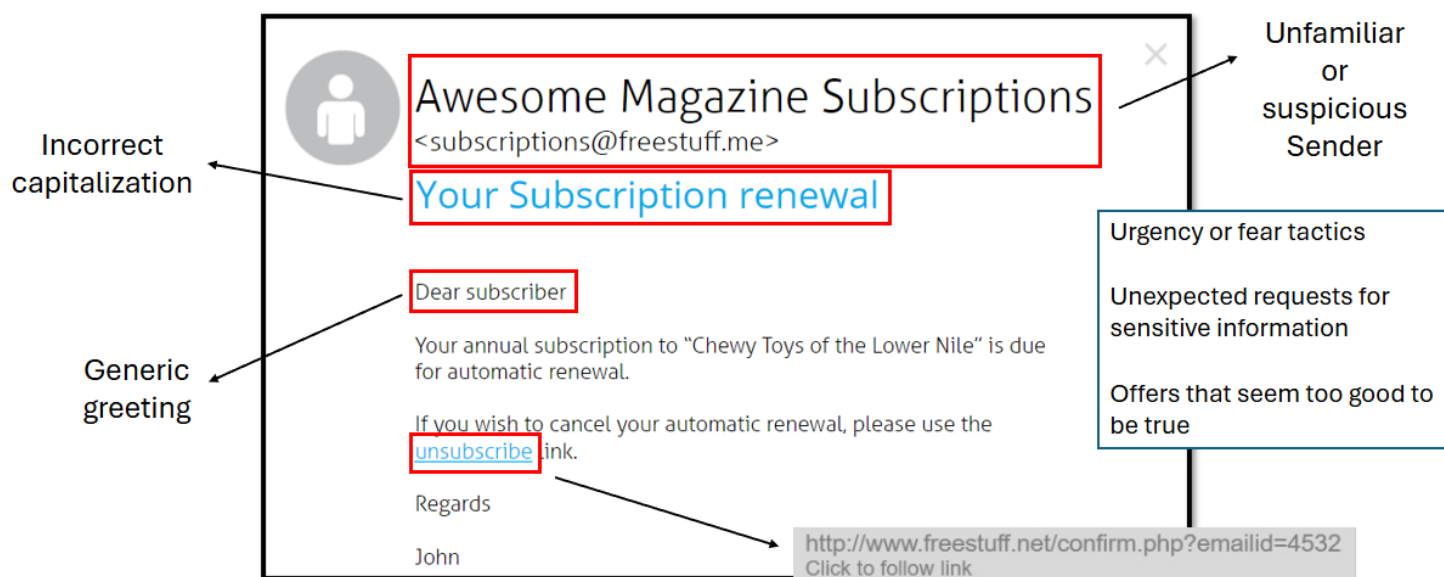 Awesome Magazine Subscriptions
<subscriptions@freestuff.me>
Your Subscription renewal
Dear subscriber
Your annual subscription to “Chewy Toys of the Lower Nile” is due
for automatic renewal.
If you wish to cancel your automatic renewal, please use the
unsubscribe link.
Regards
John
http://www.freestuff.net/confirm.php?emailid=4532
Click to follow link
Incorrect
capitalization
Generic
greeting
Unfamiliar
or
suspicious
Sender
Urgency or fear tactics
Unexpected requests for
sensitive information
Offers that seem too good to
be true